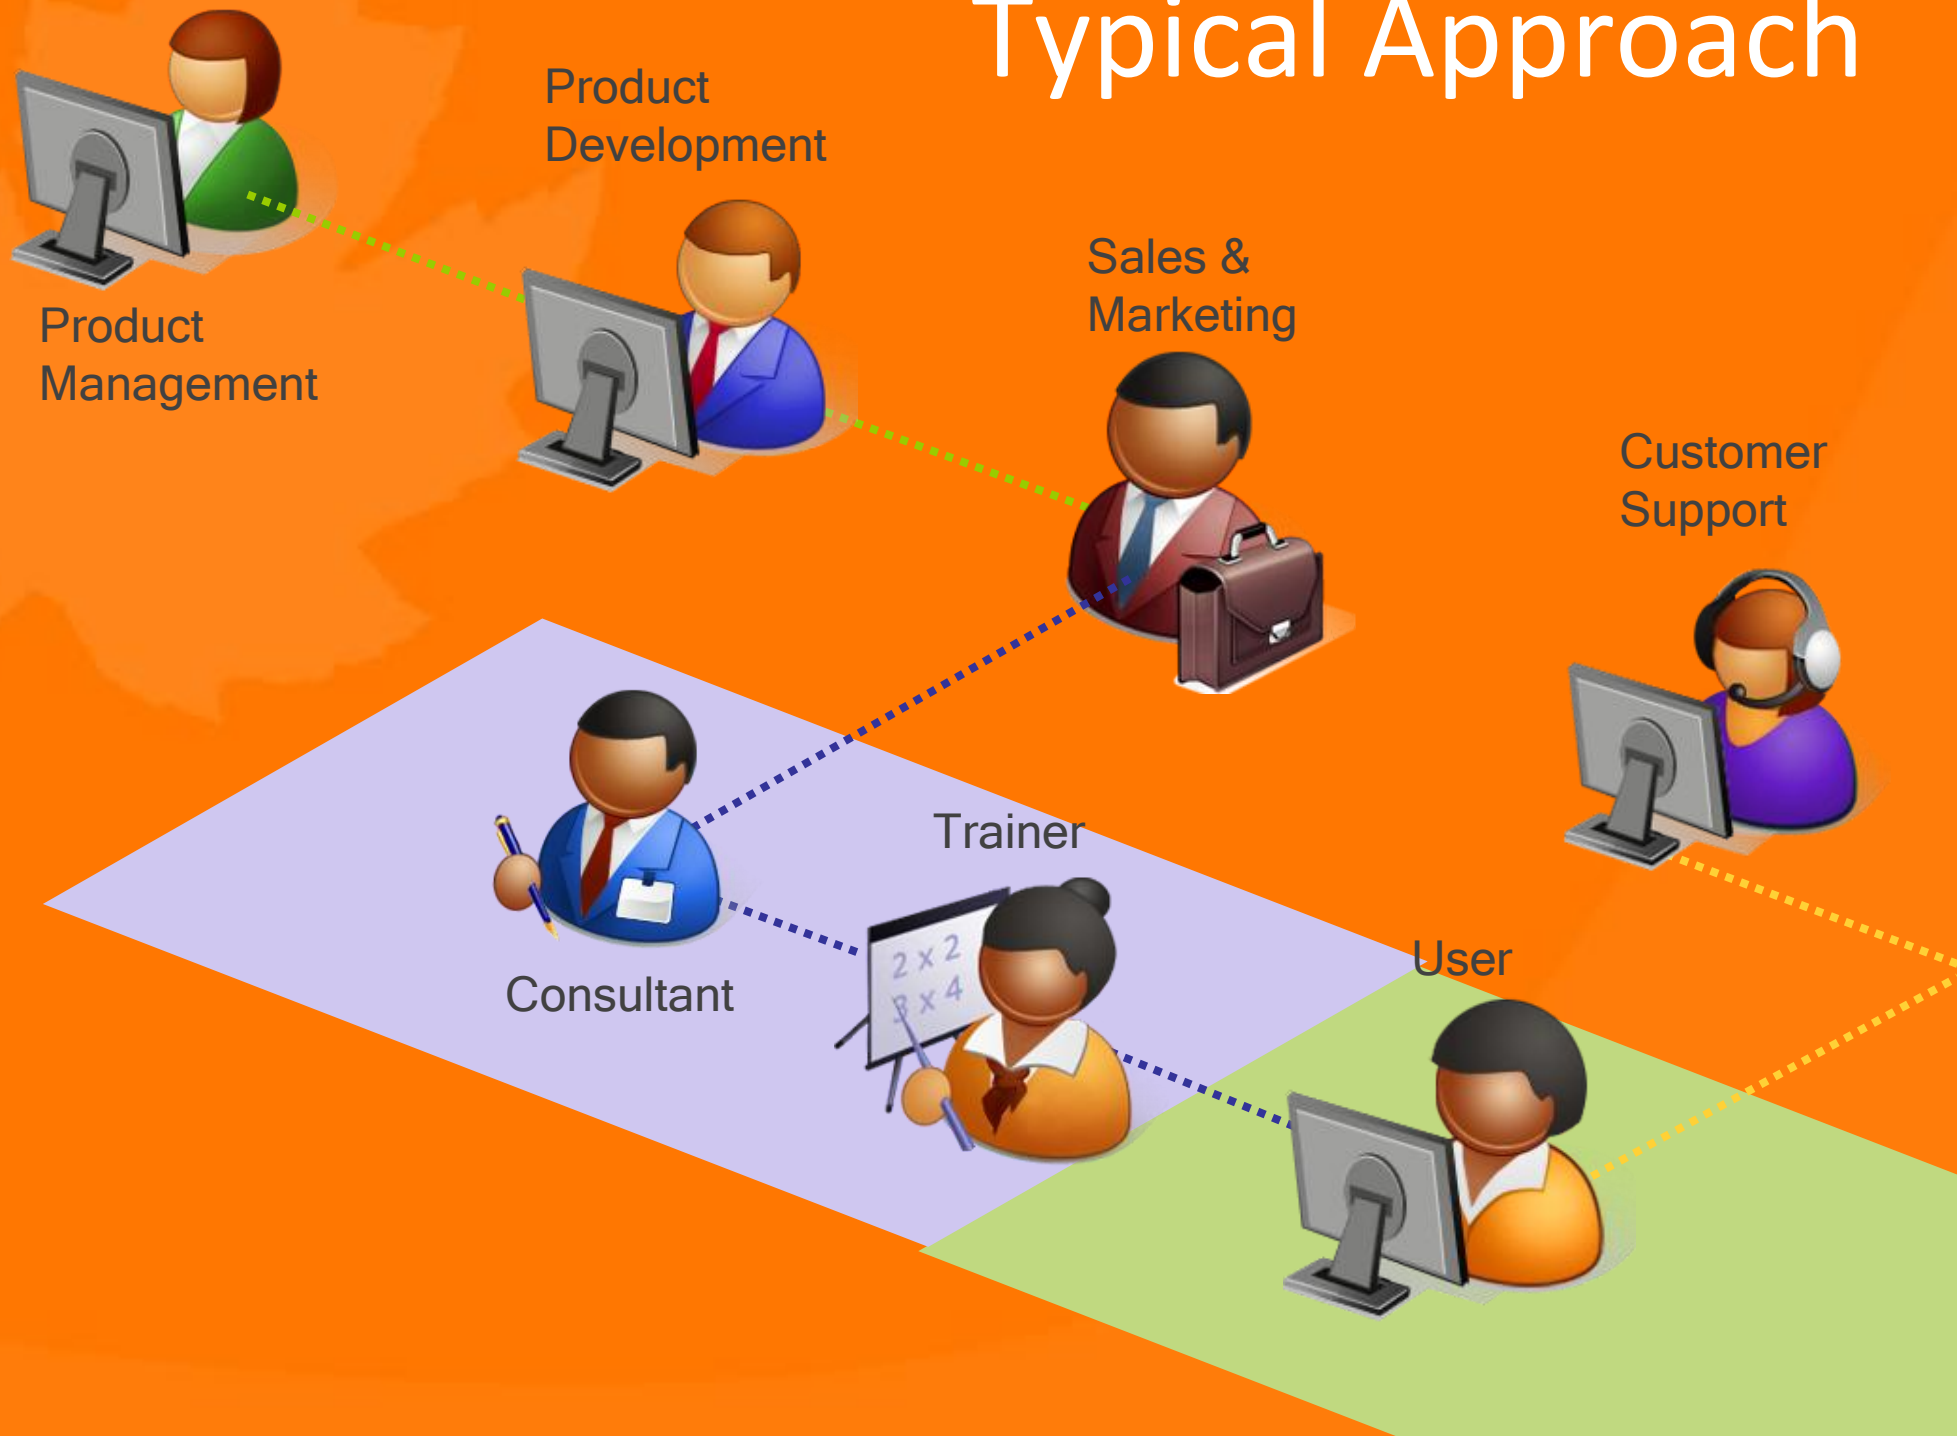 Typical Approach
Product
Development
Product
Management
Sales &
Marketing
Customer
Support
Trainer
2 x 2
3 x 4
Consultant
User